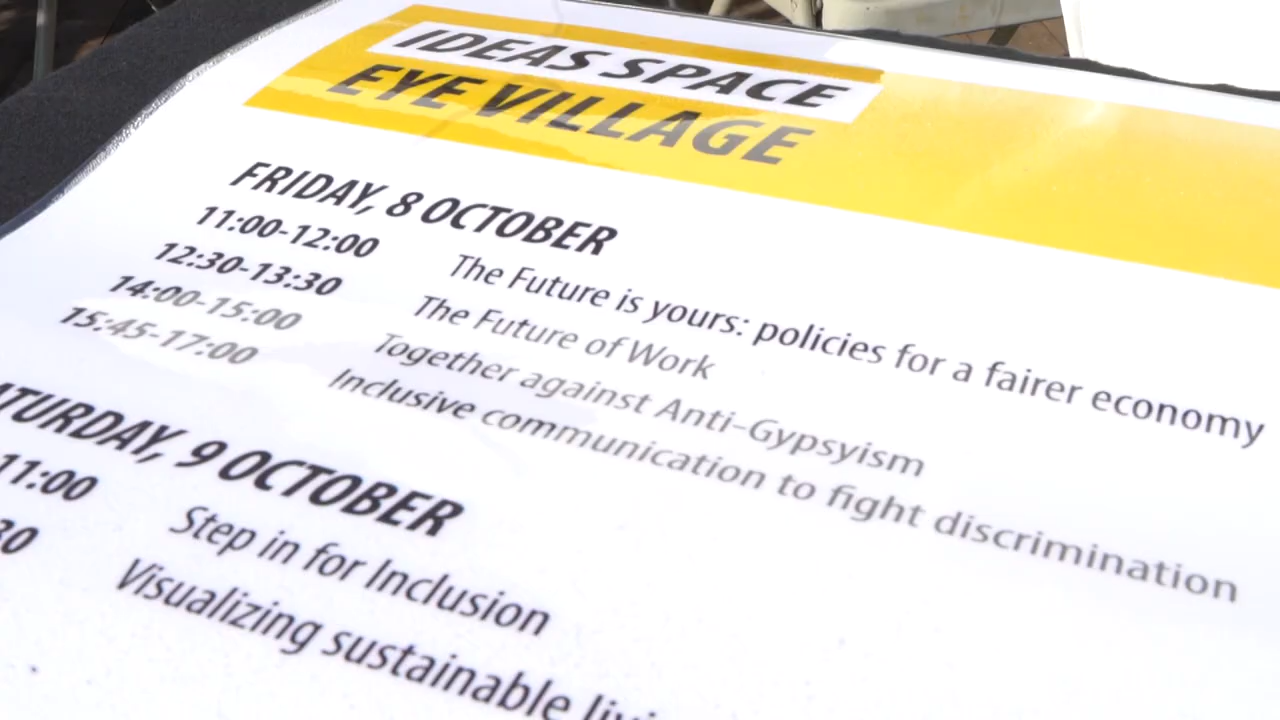 IDEAS SPACE
EYE VILLAGE
FRIDAY, 8 OCTOBER
11:00-12:00 The Future is yours: policies for a fairer economy
12:30-13:30 The Future of Work
14:00-15:00 Together against Anti-Gypsyism
15:45-17:00 Inclusive communication to fight discrimination
ATURDAY, 9 OCTOBER
11:00 Step in for Inclusion
30 Visualizing sustainable